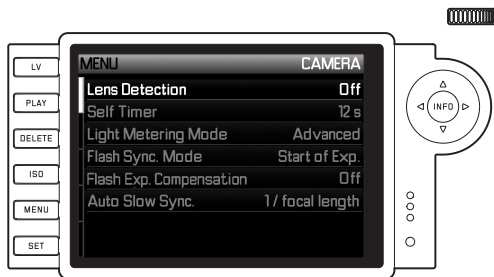 LV
PLAY
DELETE
ISO
MENU
SET
MENU CAMERA
Lens Detection Off
Self Timer 12 s
Light Metering Mode Advanced
Flash Sync. Mode Start of Exp.
Flash Exp. Compensation Off
Auto Slow Sync. 1 / focal length
INFO